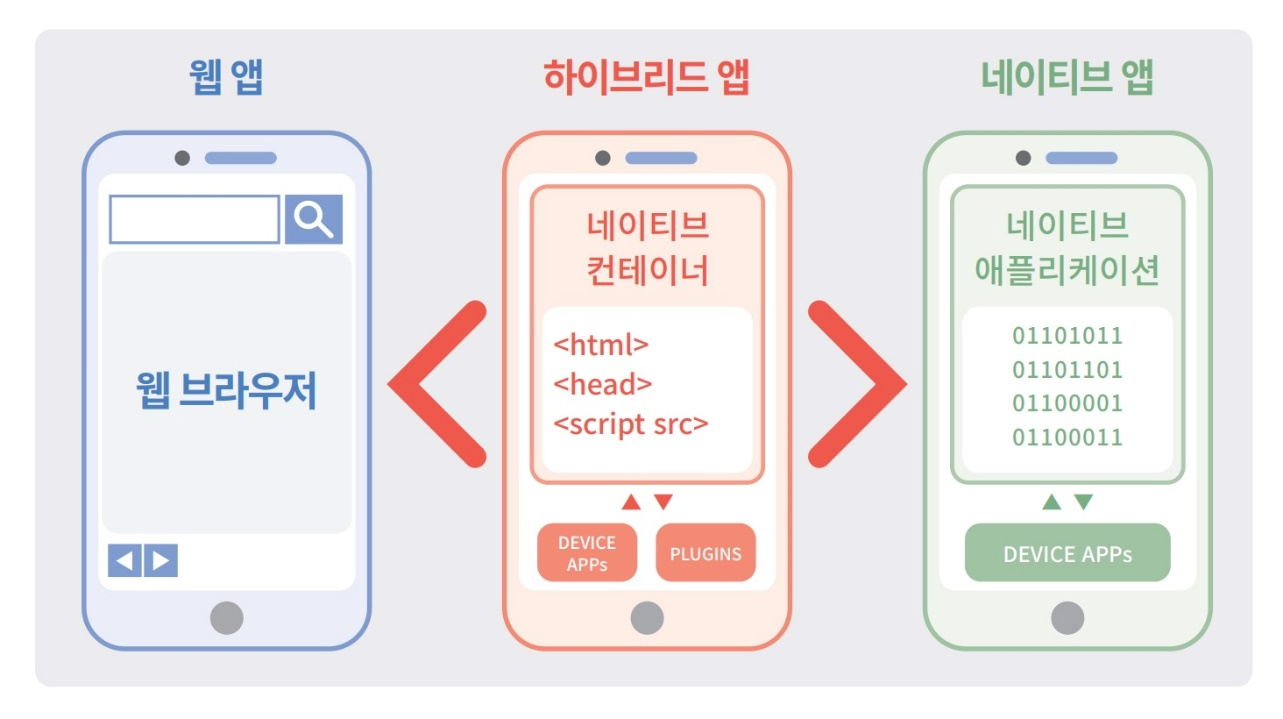 웹 앱
웹 브라우저
하이브리드 앱
네이티브
컨테이너
<html>
<head>
<script src>
DEVICE
APPs
PLUGINS
네이티브 앱
네이티브
애플리케이션
01101011
01101101
01100001
01100011
DEVICE APPs